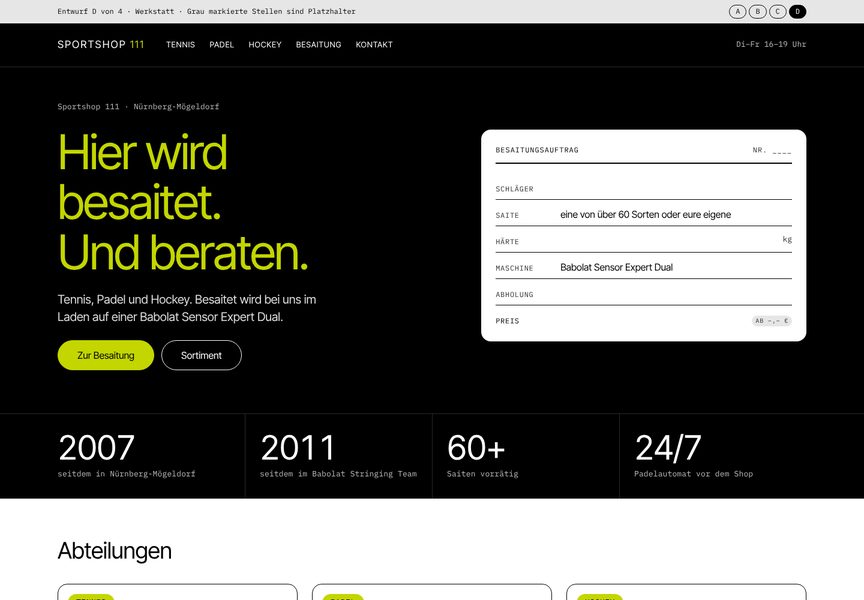 Entwurf D von 4 · Werkstatt · Grau markierte Stellen sind Platzhalter
A B C D
SPORTSHOP 111 TENNIS PADEL HOCKEY BESAITUNG KONTAKT Di–Fr 16–19 Uhr
Sportshop 111 · Nürnberg-Mögeldorf
Hier wird
besaitet.
Und beraten.
Tennis, Padel und Hockey. Besaitet wird bei uns im
Laden auf einer Babolat Sensor Expert Dual.
Zur Besaitung Sortiment
BESAITUNGSAUFTRAG NR. ____
SCHLÄGER
SAITE eine von über 60 Sorten oder eure eigene
HÄRTE kg
MASCHINE Babolat Sensor Expert Dual
ABHOLUNG
PREIS AB –,– €
2007
seitdem in Nürnberg-Mögeldorf
2011
seitdem im Babolat Stringing Team
60+
Saiten vorrätig
24/7
Padelautomat vor dem Shop
Abteilungen